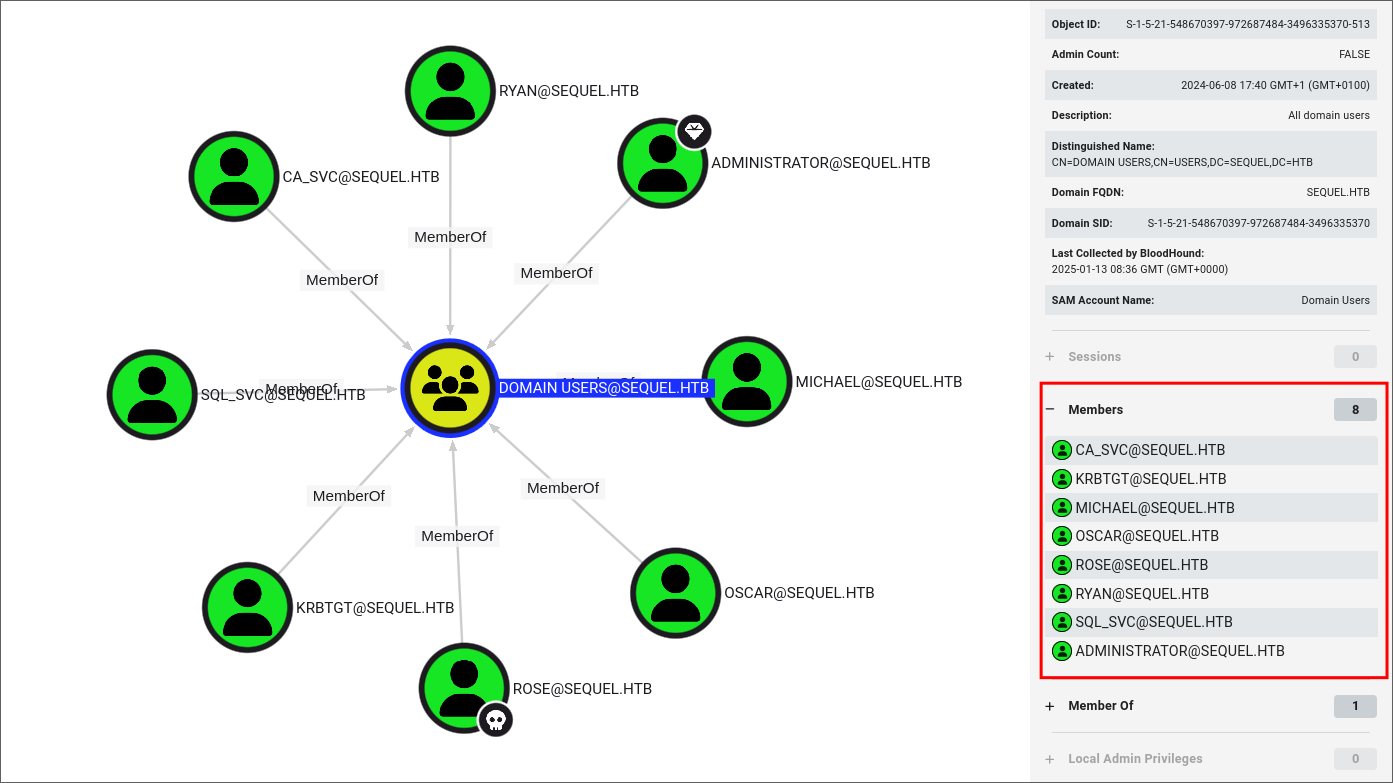 RYAN@SEQUEL.HTB
ADMINISTRATOR@SEQUEL.HTB
CA_SVC@SEQUEL.HTB
MemberOf
MemberOf
MemberOf
MICHAEL@SEQUEL.HTB
DOMAIN USERS@SEQUEL.HTB
MemberOf
SQL_SVC@SEQUEL.HTB
MemberOf
MemberOf
MemberOf
MemberOf
OSCAR@SEQUEL.HTB
KRBTGT@SEQUEL.HTB
ROSE@SEQUEL.HTB
Object ID: S-1-5-21-548670397-972687484-3496335370-513
Admin Count: FALSE
Created: 2024-06-08 17:40 GMT+1 (GMT+0100)
Description: All domain users
Distinguished Name:
CN=DOMAIN USERS,CN=USERS,DC=SEQUEL,DC=HTB
Domain FQDN: SEQUEL.HTB
Domain SID: S-1-5-21-548670397-972687484-3496335370
Last Collected by BloodHound:
2025-01-13 08:36 GMT (GMT+0000)
SAM Account Name: Domain Users
+ Sessions 0
− Members 8
CA_SVC@SEQUEL.HTB
KRBTGT@SEQUEL.HTB
MICHAEL@SEQUEL.HTB
OSCAR@SEQUEL.HTB
ROSE@SEQUEL.HTB
RYAN@SEQUEL.HTB
SQL_SVC@SEQUEL.HTB
ADMINISTRATOR@SEQUEL.HTB
+ Member Of 1
+ Local Admin Privileges 0